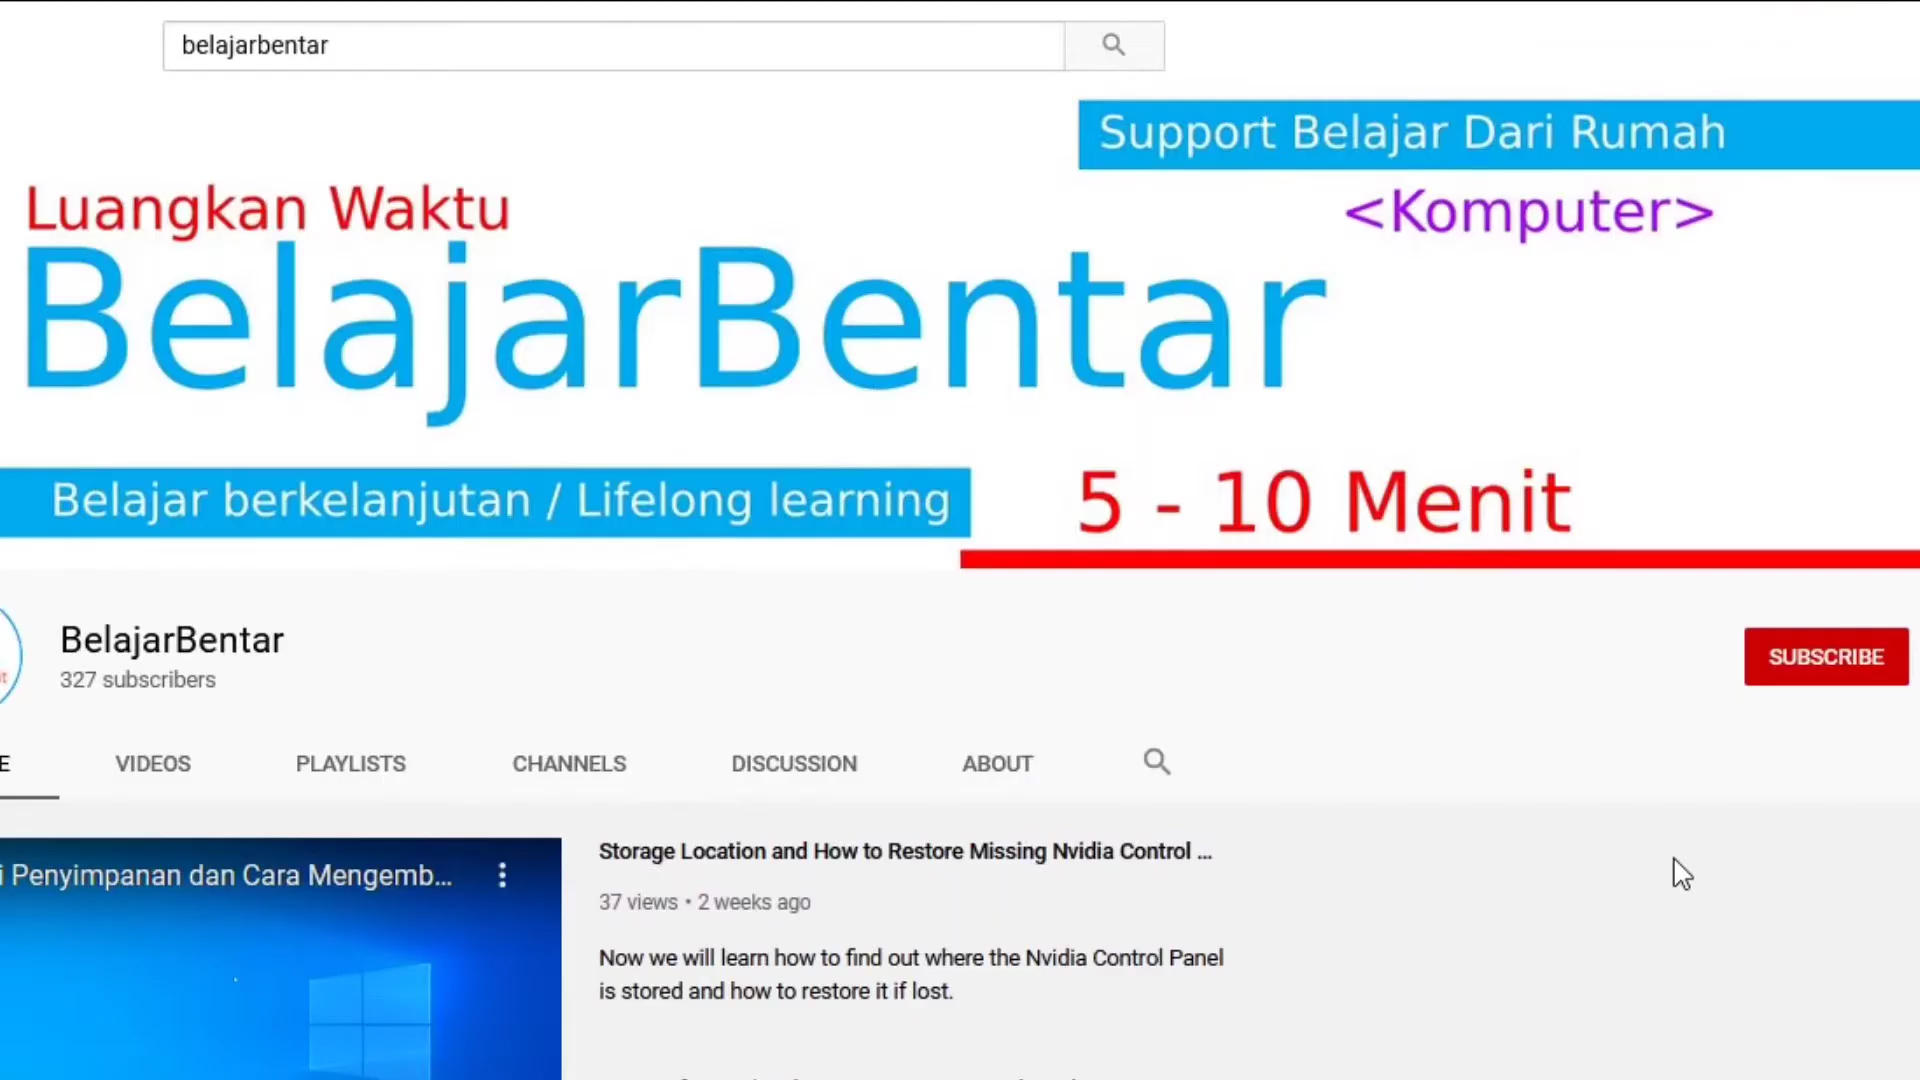 belajarbentar
Support Belajar Dari Rumah
Luangkan Waktu
<Komputer>
BelajarBentar
Belajar berkelanjutan / Lifelong learning
5 - 10 Menit
BelajarBentar
327 subscribers
SUBSCRIBE
E VIDEOS PLAYLISTS CHANNELS DISCUSSION ABOUT
i Penyimpanan dan Cara Mengemb...
Storage Location and How to Restore Missing Nvidia Control ...
37 views • 2 weeks ago
Now we will learn how to find out where the Nvidia Control Panel
is stored and how to restore it if lost.